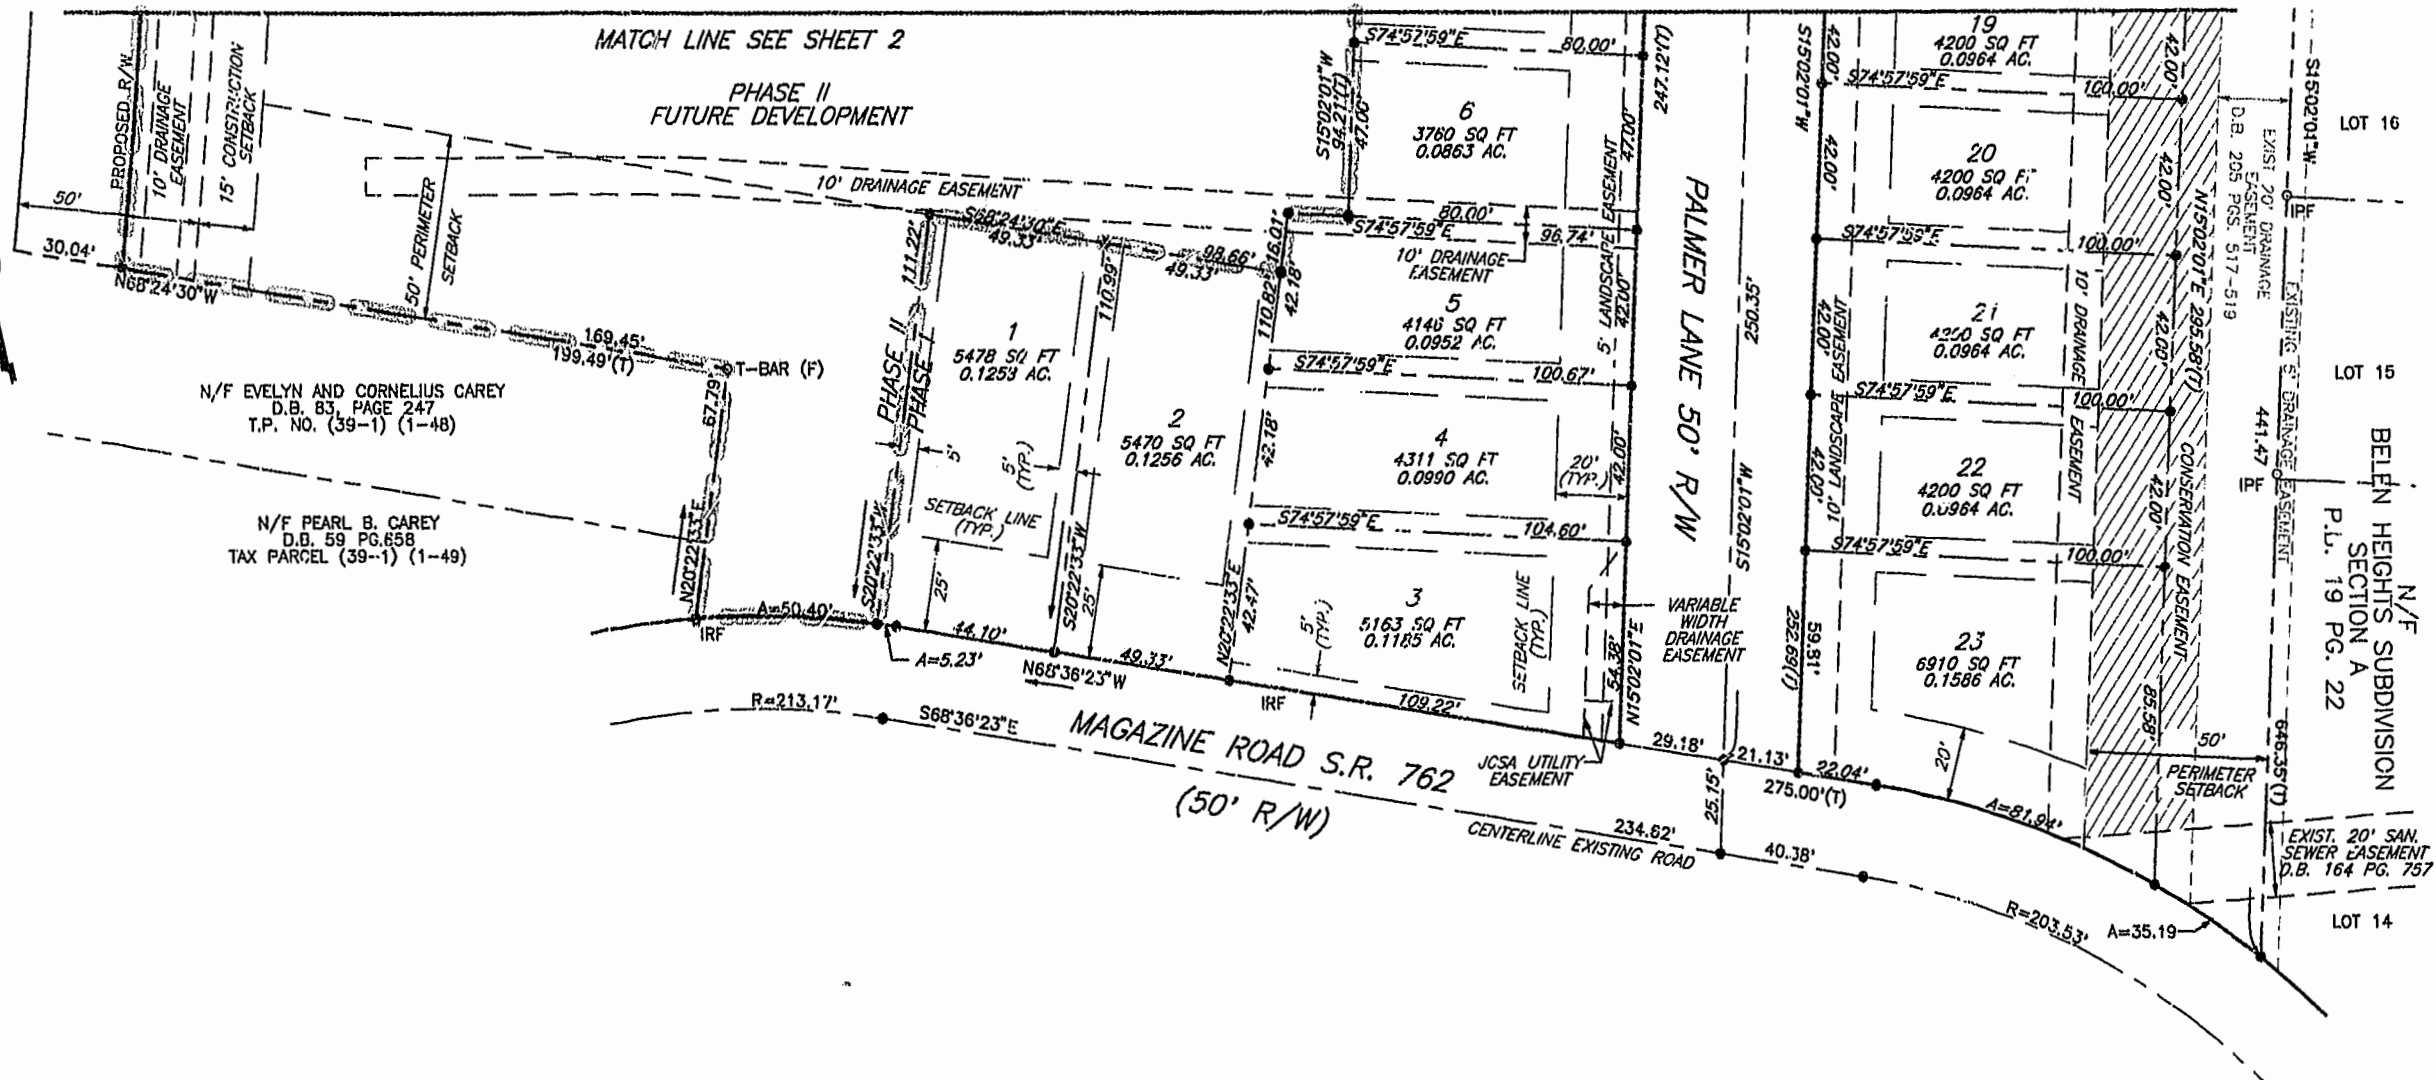 MATCH LINE SEE SHEET 2
PHASE II
FUTURE DEVELOPMENT
PROPOSED R/W
10' DRAINAGE
EASEMENT
15' CONSTRUCTION
SETBACK
50'
30.04'
N68°24'30"W
50' PERIMETER
SETBACK
10' DRAINAGE EASEMENT
169.45'
199.49'(T)
T-BAR (F)
67.79'
N/F EVELYN AND CORNELIUS CAREY
D.B. 83, PAGE 247
T.P. NO. (39-1) (1-48)
N/F PEARL B. CAREY
D.B. 59 PG.658
TAX PARCEL (39-1) (1-49)
N20°22'33"E
IRF
A=50.40'
PHASE II
PHASE I
111.22'
S20°22'33"W
S68°24'30"E
49.33'
98.66'
49.33'
1
5478 SQ FT
0.1253 AC.
5'
5'
(TYP.)
SETBACK LINE
(TYP.)
25'
110.99'
S20°22'33"W
2
5470 SQ FT
0.1256 AC.
25'
44.10'
A=5.23'
N68°36'23"W
49.33'
R=213.17'
S68°36'23"E
MAGAZINE ROAD S.R. 762
(50' R/W)
CENTERLINE EXISTING ROAD
S74°57'59"E
80.00'
S15°02'01"W
94.21'(T)
47.00'
6
3760 SQ FT
0.0863 AC.
47.00'
247.12'(T)
16.01'
80.00'
S74°57'59"E
96.74'
10' DRAINAGE
EASEMENT
110.82'
42.18'
5
4146 SQ FT
0.0952 AC.
5' LANDSCAPE EASEMENT
42.00'
S74°57'59"E
100.67'
42.18'
4
4311 SQ FT
0.0990 AC.
20'
(TYP.)
42.00'
S74°57'59"E
104.60'
N20°22'33"E
42.47'
3
5163 SQ FT
0.1185 AC.
5'
(TYP.)
SETBACK LINE
(TYP.)
54.38'
N15°02'01"E
IRF
109.22'
VARIABLE
WIDTH
DRAINAGE
EASEMENT
JCSA UTILITY
EASEMENT
PALMER LANE 50' R/W
250.35'
S15°02'01"W
29.18'
21.13'
22.04'
275.00'(T)
25.15'
234.62'
40.38'
S15°02'01"W
42.00'
19
4200 SQ FT
0.0964 AC.
42.00'
S74°57'59"E
100.00'
42.00'
20
4200 SQ FT
0.0964 AC.
42.00'
S74°57'59"E
100.00'
42.00'
21
4200 SQ FT
0.0964 AC.
42.00'
10' LANDSCAPE EASEMENT
10' DRAINAGE EASEMENT
S74°57'59"E
100.00'
42.00'
22
4200 SQ FT
0.0964 AC.
42.00'
S74°57'59"E
100.00'
59.81'
252.69'(T)
23
6910 SQ FT
0.1586 AC.
20'
85.58'
N15°02'01"E 295.58'(T)
CONSERVATION EASEMENT
50'
PERIMETER
SETBACK
A=81.94'
A=35.19
R=203.53'
EXIST. 20' DRAINAGE
EASEMENT
D.B. 205 PGS. 517-519
EXISTING 5' DRAINAGE EASEMENT
S15°02'01"W
441.47
646.35'(T)
IPF
IPF
LOT 16
LOT 15
N/F
BELEN HEIGHTS SUBDIVISION
SECTION A
P.L. 19 PG. 22
EXIST. 20' SAN.
SEWER EASEMENT
D.B. 164 PG. 757
LOT 14